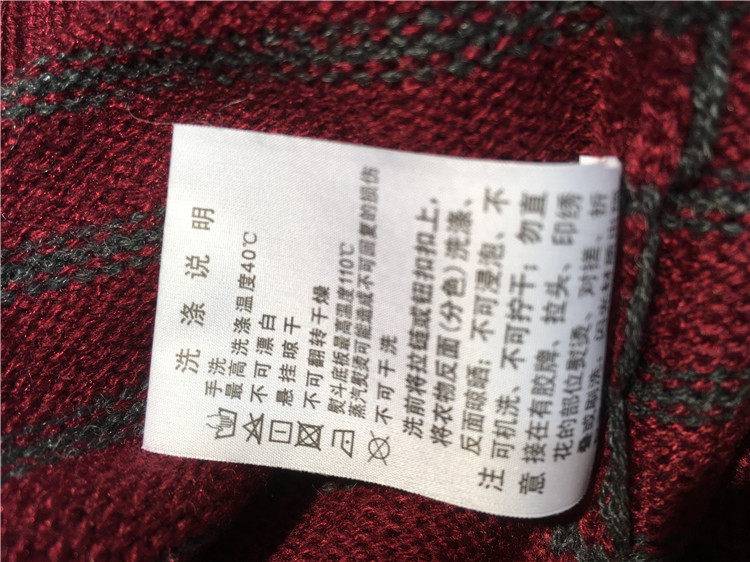 洗涤说明
手洗
最高洗涤温度40℃
不可漂白
悬挂晾干
不可翻转干燥
熨斗底板最高温度110℃
蒸汽熨烫可能造成不可回复的损伤
不可干洗
洗前将拉链或钮扣扣上,
将衣物反面(分色)洗涤、
反面晾晒;不可浸泡、不
注 可机洗、不可拧干;勿直
意 接在有胶牌、拉头、印绣
花的部位熨烫、对摺、折